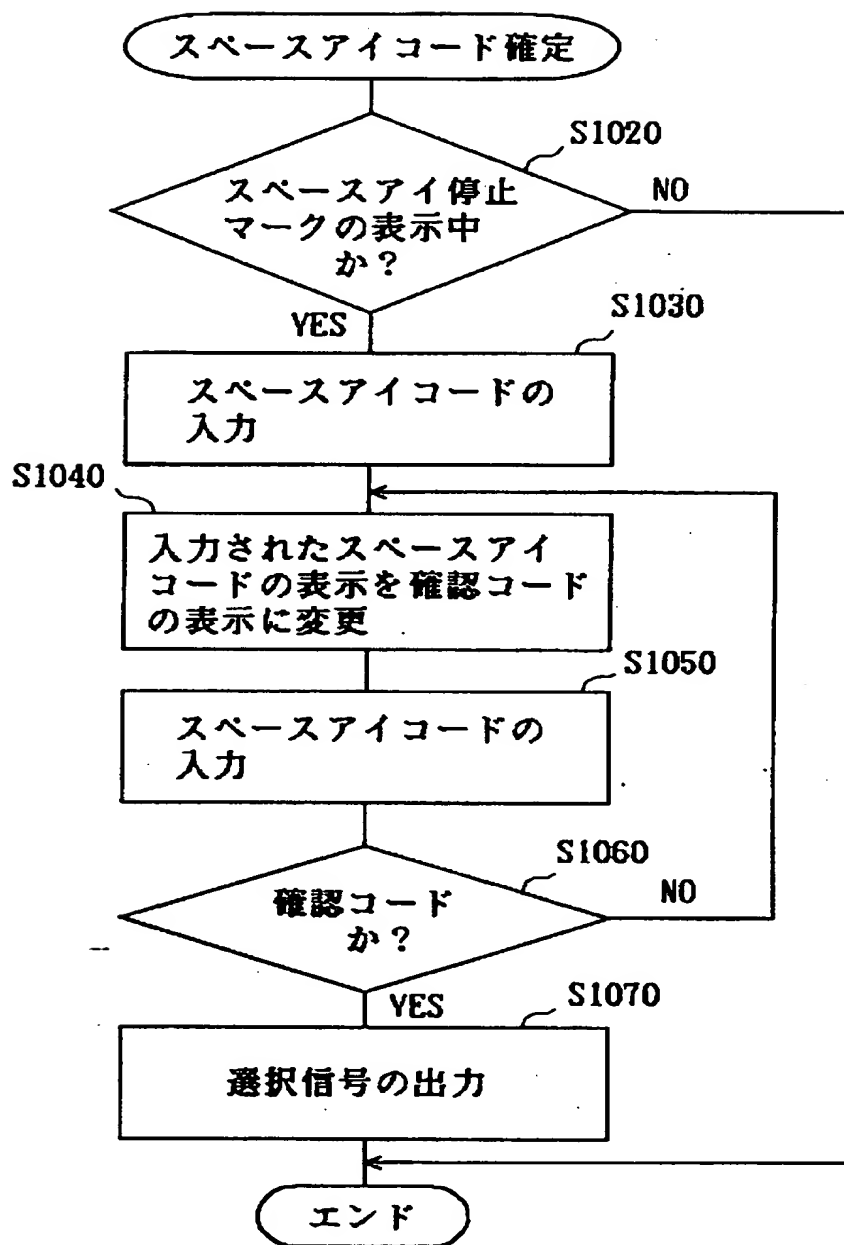 スペースアイコード確定
S1020
スペースアイ停止
マークの表示中
か？
NO
YES
S1030
スペースアイコードの
入力
S1040
入力されたスペースアイ
コードの表示を確認コード
の表示に変更
S1050
スペースアイコードの
入力
S1060
確認コード
か？
NO
YES
S1070
選択信号の出力
エンド